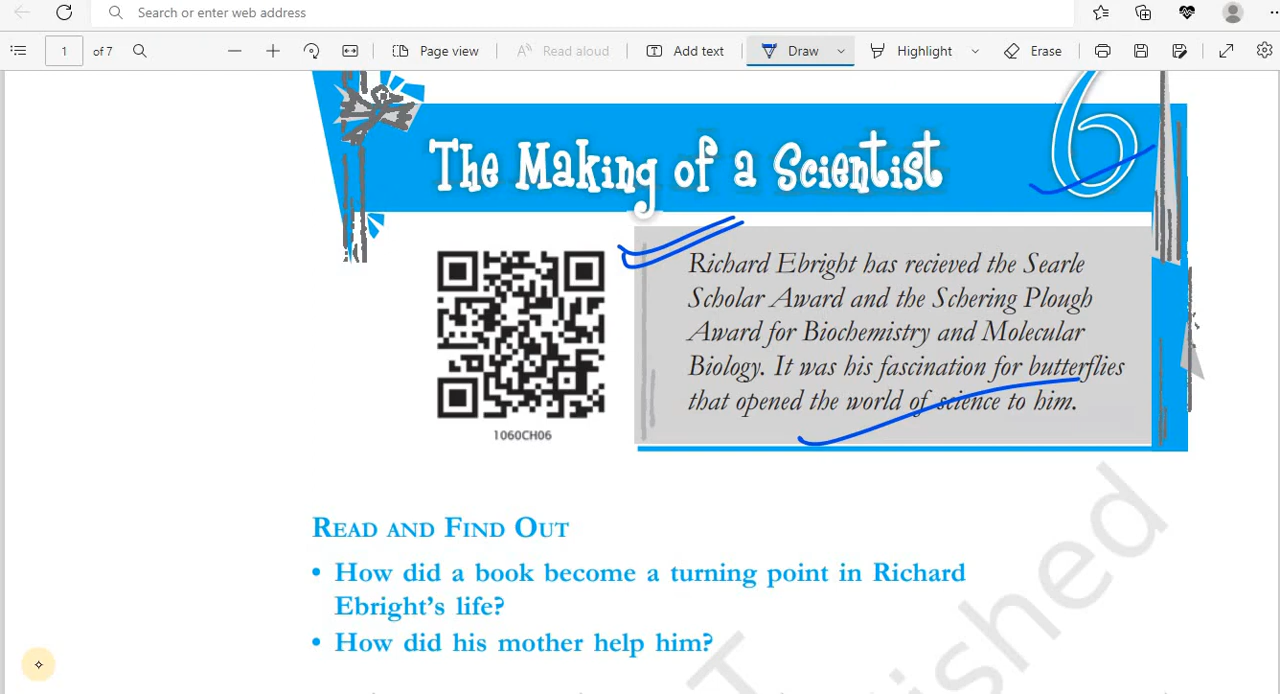 Search or enter web address
1 of 7 Page view Read aloud Add text Draw Highlight Erase
6
The Making of a Scientist
Richard Ebright has recieved the Searle
Scholar Award and the Schering Plough
Award for Biochemistry and Molecular
Biology. It was his fascination for butterflies
that opened the world of science to him.
1060CH06
READ AND FIND OUT
• How did a book become a turning point in Richard
Ebright's life?
• How did his mother help him?
shed